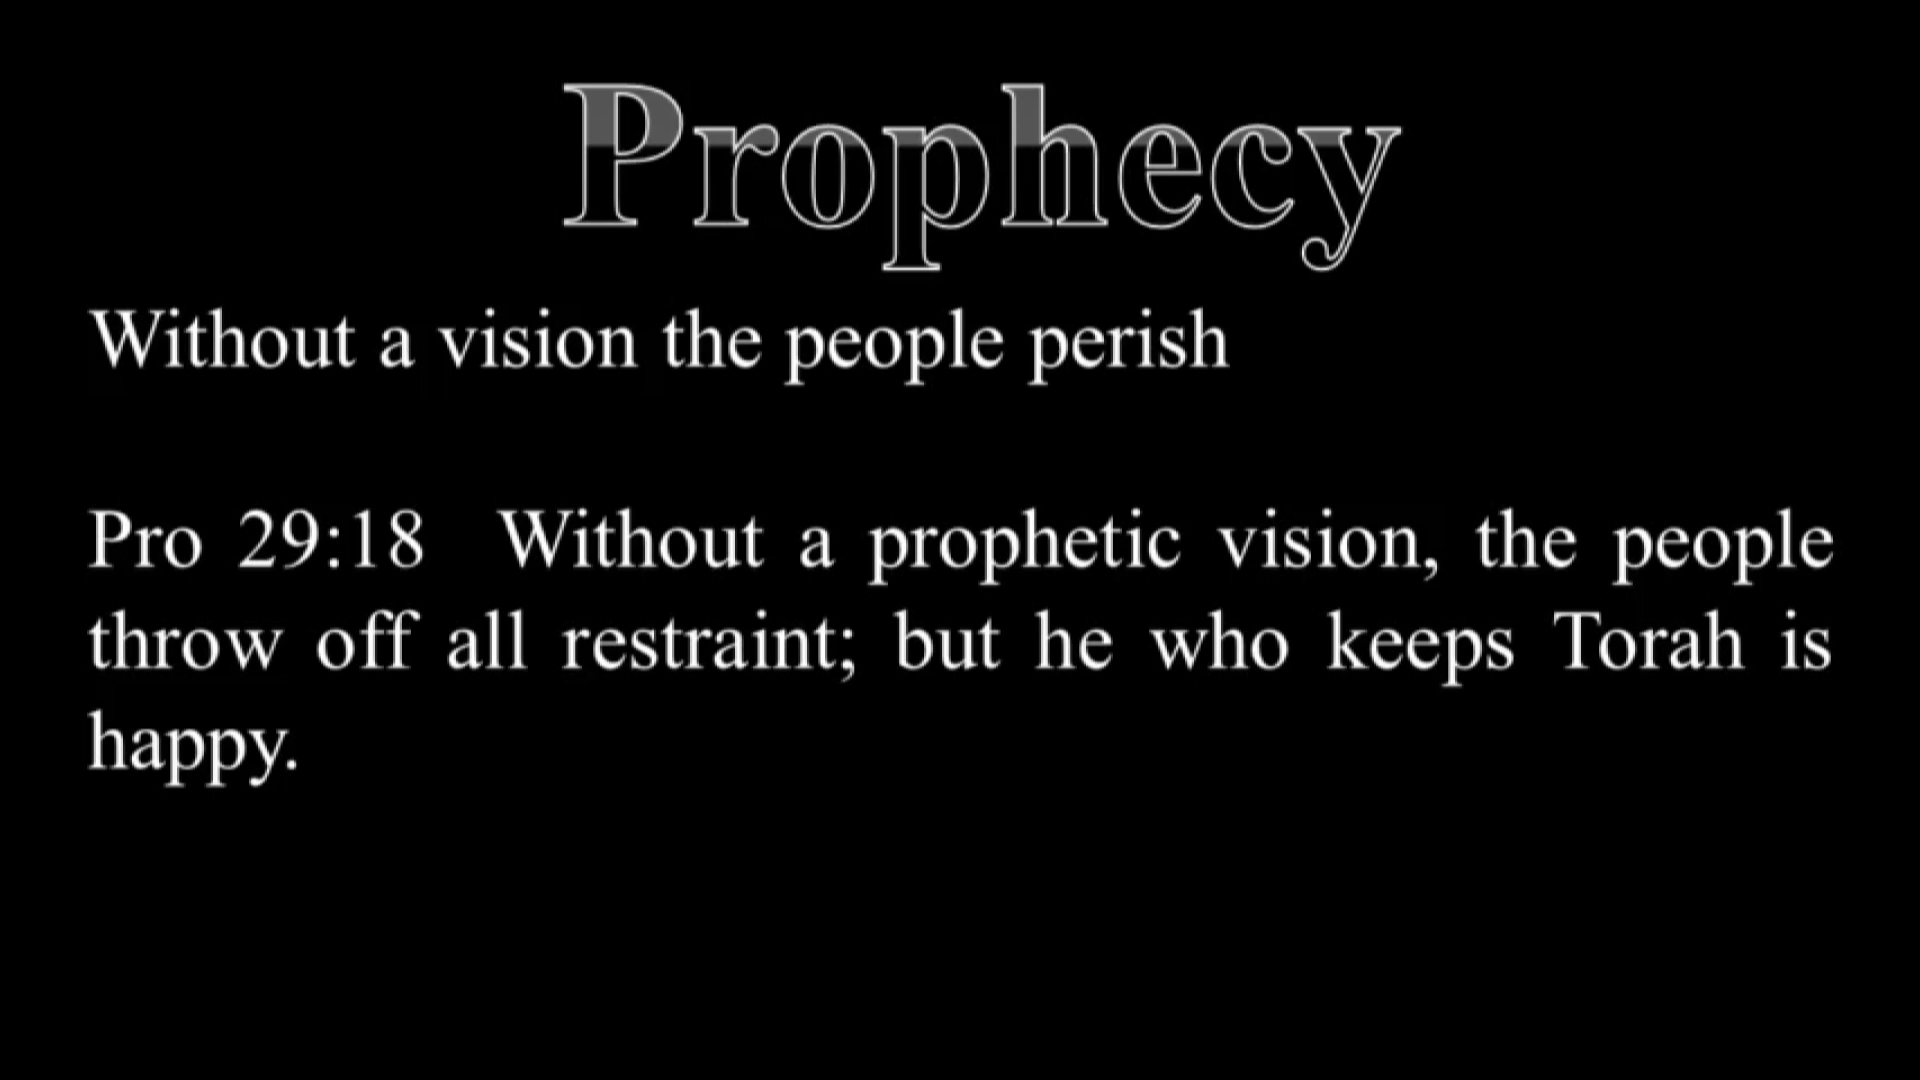 Prophecy
Without a vision the people perish
Pro 29:18  Without a prophetic vision, the people
throw off all restraint; but he who keeps Torah is
happy.